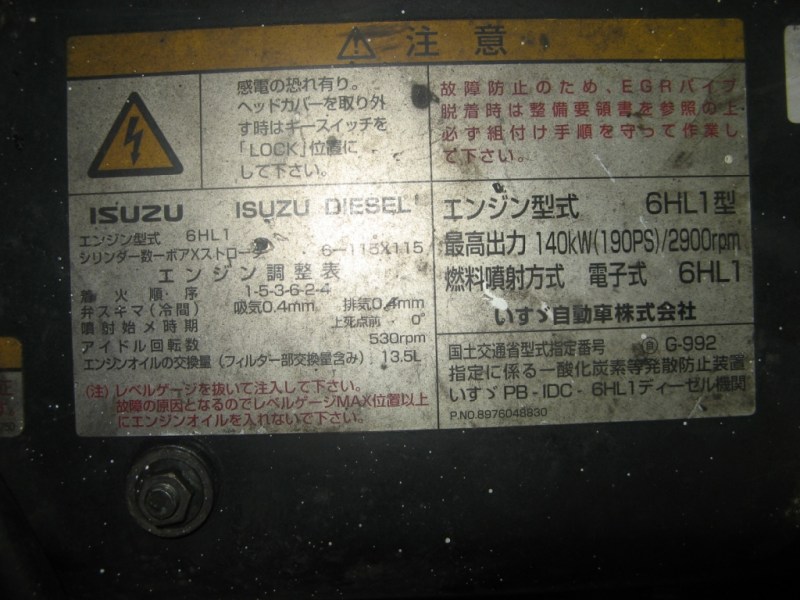 ⚠ 注意
感電の恐れ有り。
ヘッドカバーを取り外
す時はキースイッチを
「LOCK」位置に
して下さい。
故障防止のため、EGRパイプ
脱着時は整備要領書を参照の上
必ず組付け手順を守って作業し
て下さい。
ISUZU ISUZU DIESEL
エンジン型式 6HL1
シリンダー数ーボアXストローク 6-115X115
エンジン調整表
着火順序 1-5-3-6-2-4
弁スキマ(冷間) 吸気0.4mm 排気0.4mm
噴射始メ時期 上死点前 0°
アイドル回転数 530rpm
エンジンオイルの交換量(フィルター部交換量含み) 13.5L
(注)レベルゲージを抜いて注入して下さい。
故障の原因となるのでレベルゲージMAX位置以上
にエンジンオイルを入れないで下さい。
エンジン型式 6HL1型
最高出力 140kW(190PS)/2900rpm
燃料噴射方式 電子式 6HL1
いすゞ自動車株式会社
国土交通省型式指定番号 G-992
指定に係る一酸化炭素等発散防止装置
いすゞ PB-IDC-6HL1ディーゼル機関
P.NO.8976048830